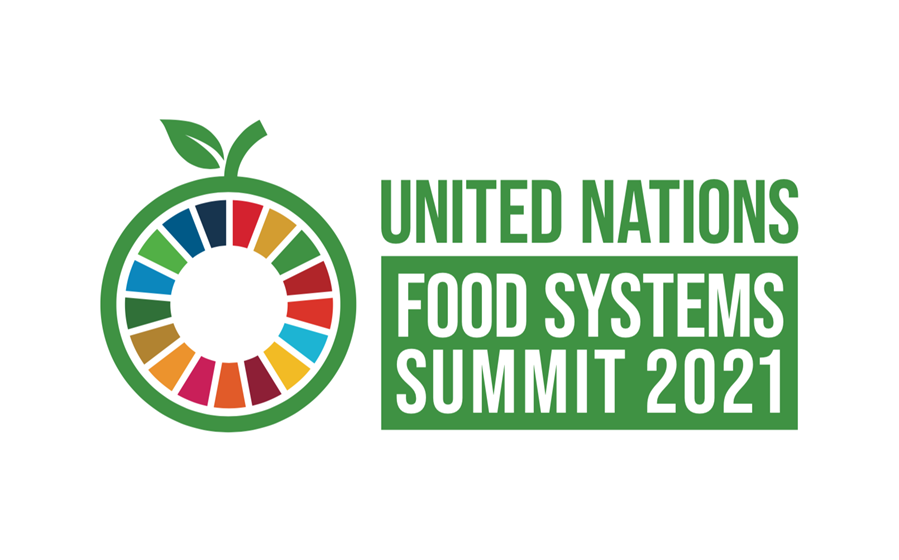 UNITED NATIONS
FOOD SYSTEMS
SUMMIT 2021